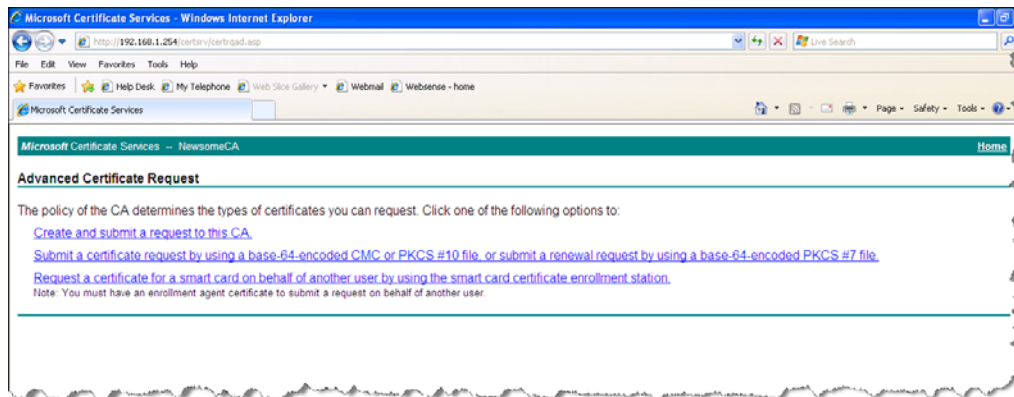 Microsoft Certificate Services - Windows Internet Explorer
http://192.168.1.254/certsrv/certrqad.asp
Live Search
File Edit View Favorites Tools Help
Favorites Help Desk My Telephone Web Slice Gallery Webmail Websense - home
Microsoft Certificate Services
Page Safety Tools
Microsoft Certificate Services -- NewsomeCA Home
Advanced Certificate Request
The policy of the CA determines the types of certificates you can request. Click one of the following options to:
Create and submit a request to this CA.
Submit a certificate request by using a base-64-encoded CMC or PKCS #10 file, or submit a renewal request by using a base-64-encoded PKCS #7 file.
Request a certificate for a smart card on behalf of another user by using the smart card certificate enrollment station.
Note: You must have an enrollment agent certificate to submit a request on behalf of another user.